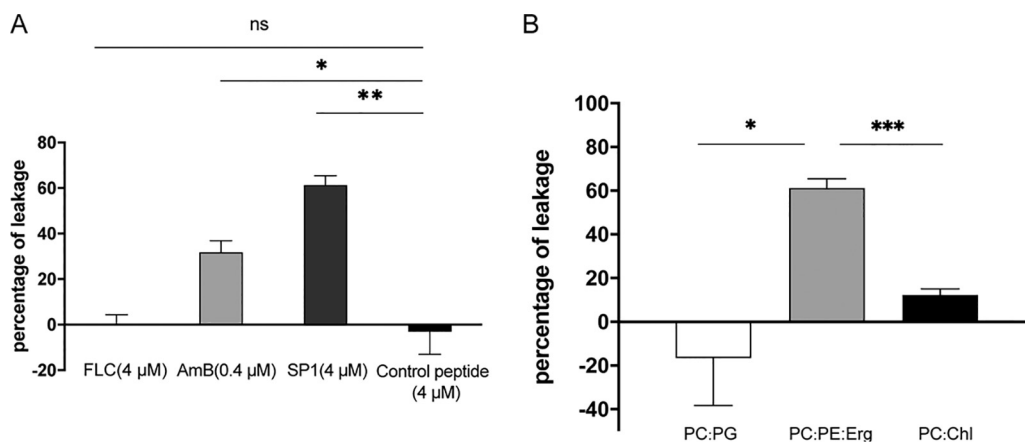 A
ns
*
**
percentage of leakage
80
60
40
20
0
-20
FLC(4 μM) AmB(0.4 μM) SP1(4 μM) Control peptide
(4 μM)
B
*
***
percentage of leakage
100
80
60
40
20
0
-20
-40
PC:PG PC:PE:Erg PC:Chl